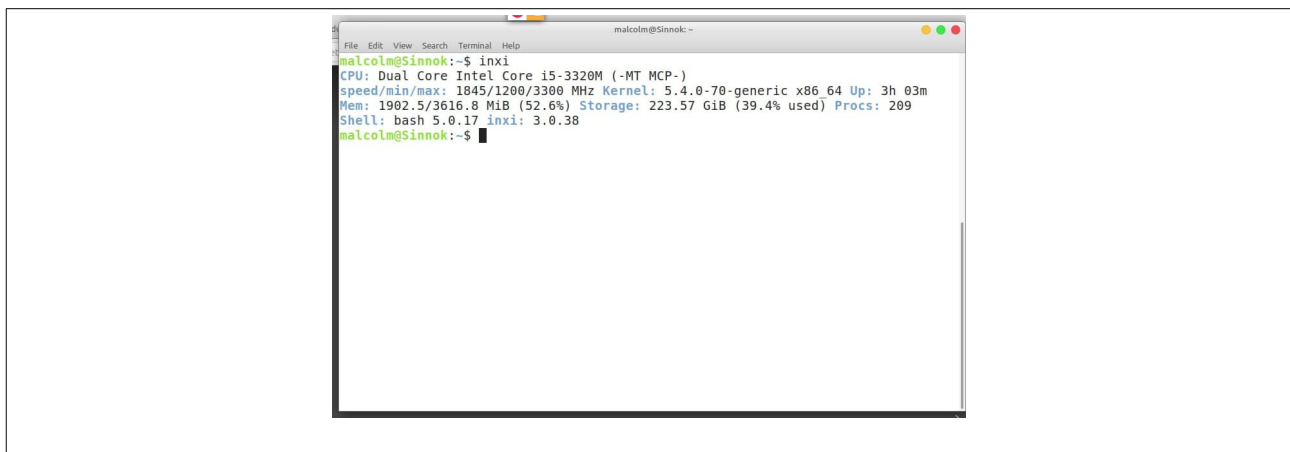 malcolm@Sinnok: ~
File Edit View Search Terminal Help
malcolm@Sinnok:~$ inxi
CPU: Dual Core Intel Core i5-3320M (-MT MCP-)
speed/min/max: 1845/1200/3300 MHz Kernel: 5.4.0-70-generic x86_64 Up: 3h 03m
Mem: 1902.5/3616.8 MiB (52.6%) Storage: 223.57 GiB (39.4% used) Procs: 209
Shell: bash 5.0.17 inxi: 3.0.38
malcolm@Sinnok:~$